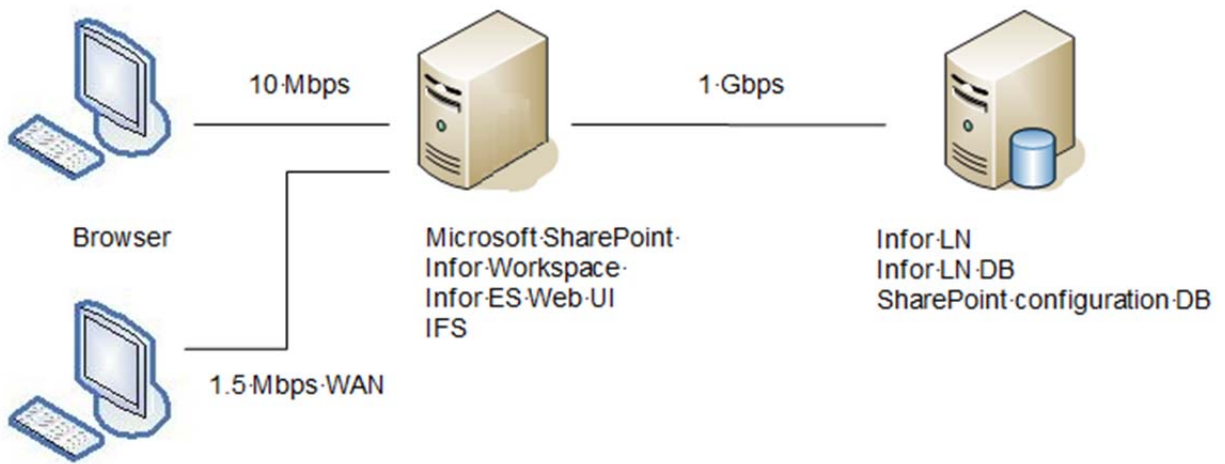 10·Mbps
1·Gbps
Browser
Microsoft·SharePoint·
Infor·Workspace·
Infor·ES·Web·UI
IFS
Infor·LN
Infor·LN·DB
SharePoint·configuration·DB
1.5·Mbps·WAN